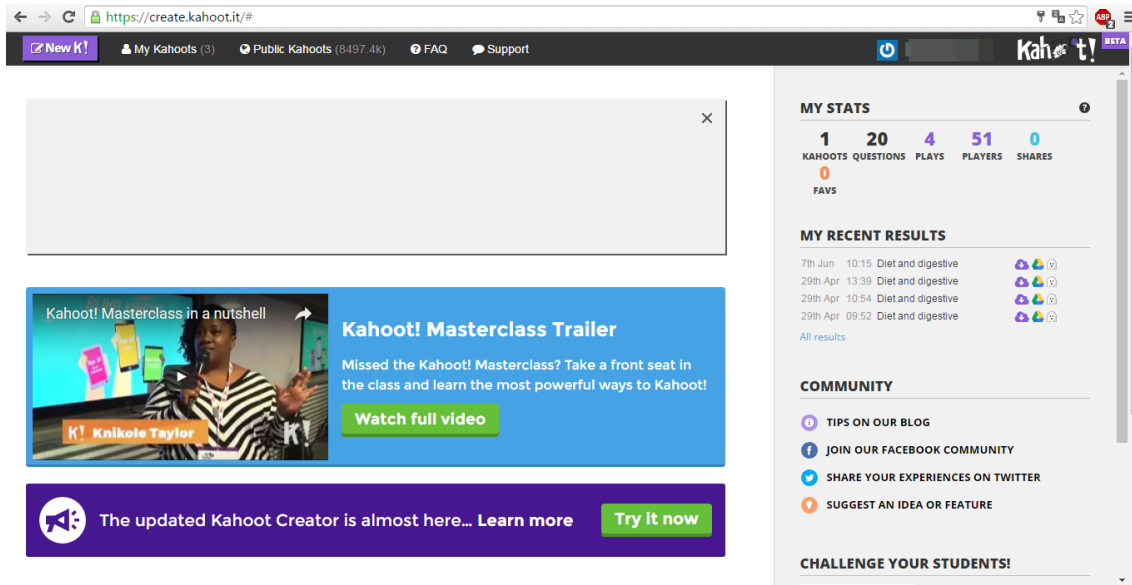 https://create.kahoot.it/#
ABP
2
New K!
My Kahoots (3)
Public Kahoots (8497.4k)
FAQ
Support
Kahoot!
BETA
MY STATS
1 20 4 51 0
KAHOOTS QUESTIONS PLAYS PLAYERS SHARES
0
FAVS
MY RECENT RESULTS
7th Jun 10:15 Diet and digestive
29th Apr 13:39 Diet and digestive
29th Apr 10:54 Diet and digestive
29th Apr 09:52 Diet and digestive
All results
Kahoot! Masterclass in a nutshell
K! Knikole Taylor
K!
Kahoot! Masterclass Trailer
Missed the Kahoot! Masterclass? Take a front seat in
the class and learn the most powerful ways to Kahoot!
Watch full video
COMMUNITY
TIPS ON OUR BLOG
JOIN OUR FACEBOOK COMMUNITY
SHARE YOUR EXPERIENCES ON TWITTER
SUGGEST AN IDEA OR FEATURE
The updated Kahoot Creator is almost here... Learn more
Try it now
CHALLENGE YOUR STUDENTS!